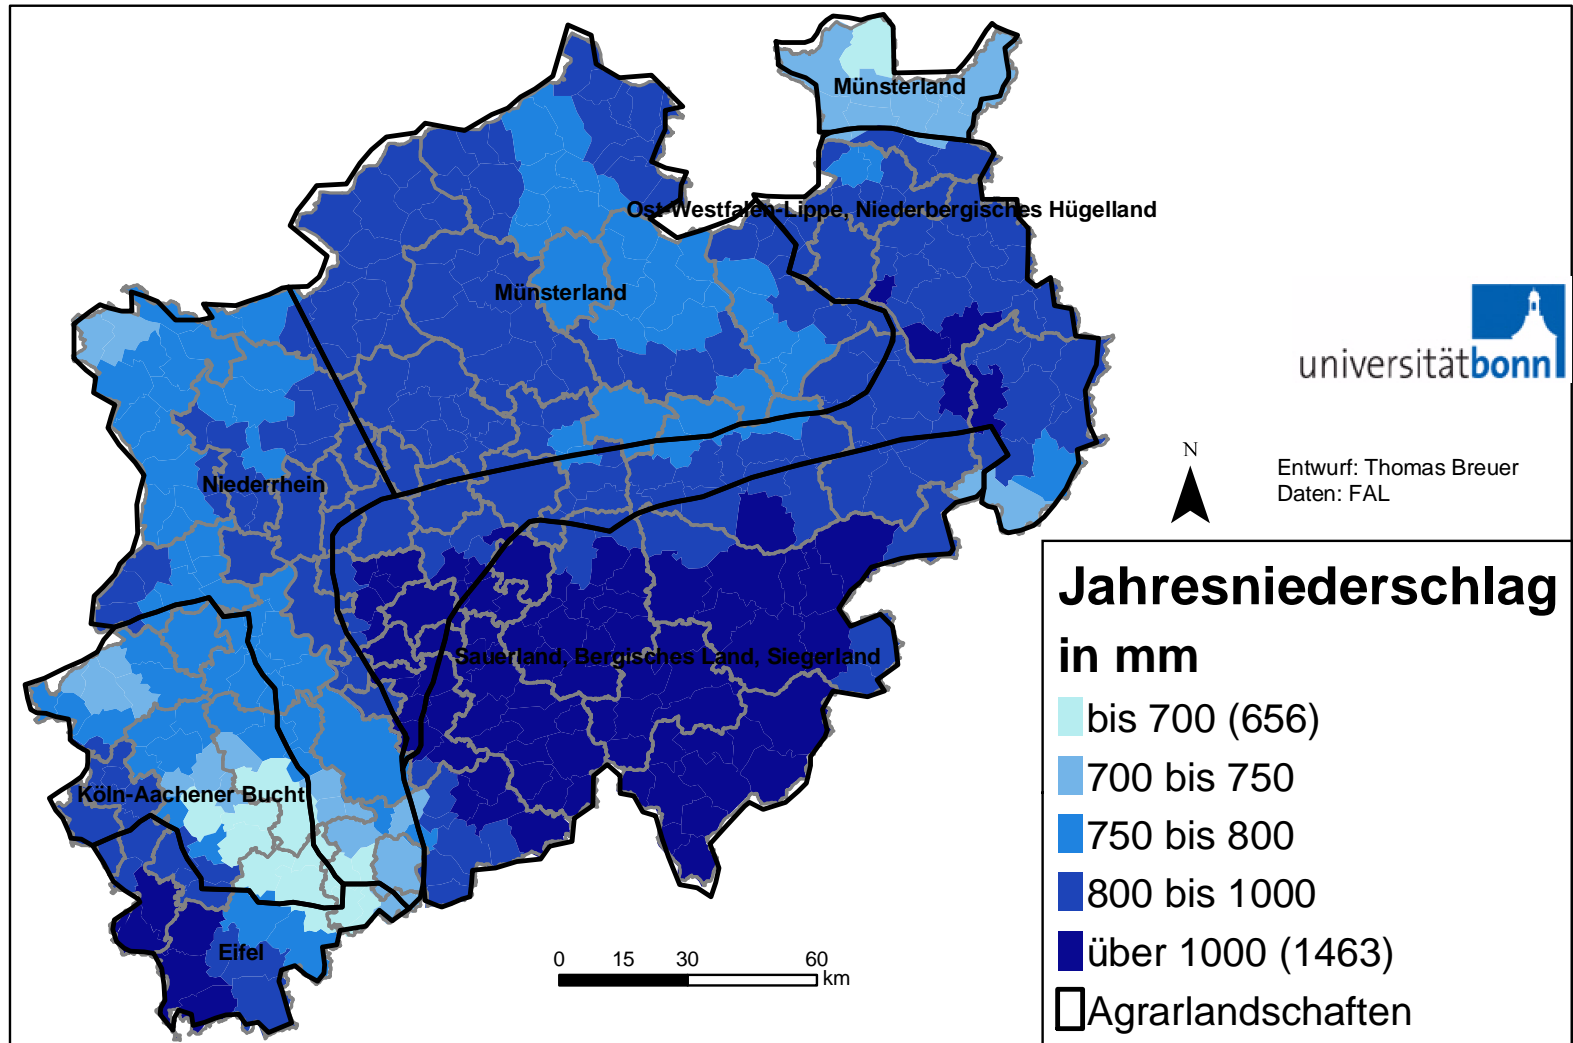 Münsterland
Ost-Westfalen-Lippe, Niederbergisches Hügelland
Münsterland
universitätbonn
N
Entwurf: Thomas Breuer
Daten: FAL
Niederrhein
Jahresniederschlag
in mm
Sauerland, Bergisches Land, Siegerland
bis 700 (656)
700 bis 750
Köln-Aachener Bucht
750 bis 800
800 bis 1000
Eifel
über 1000 (1463)
0 15 30 60
km
Agrarlandschaften